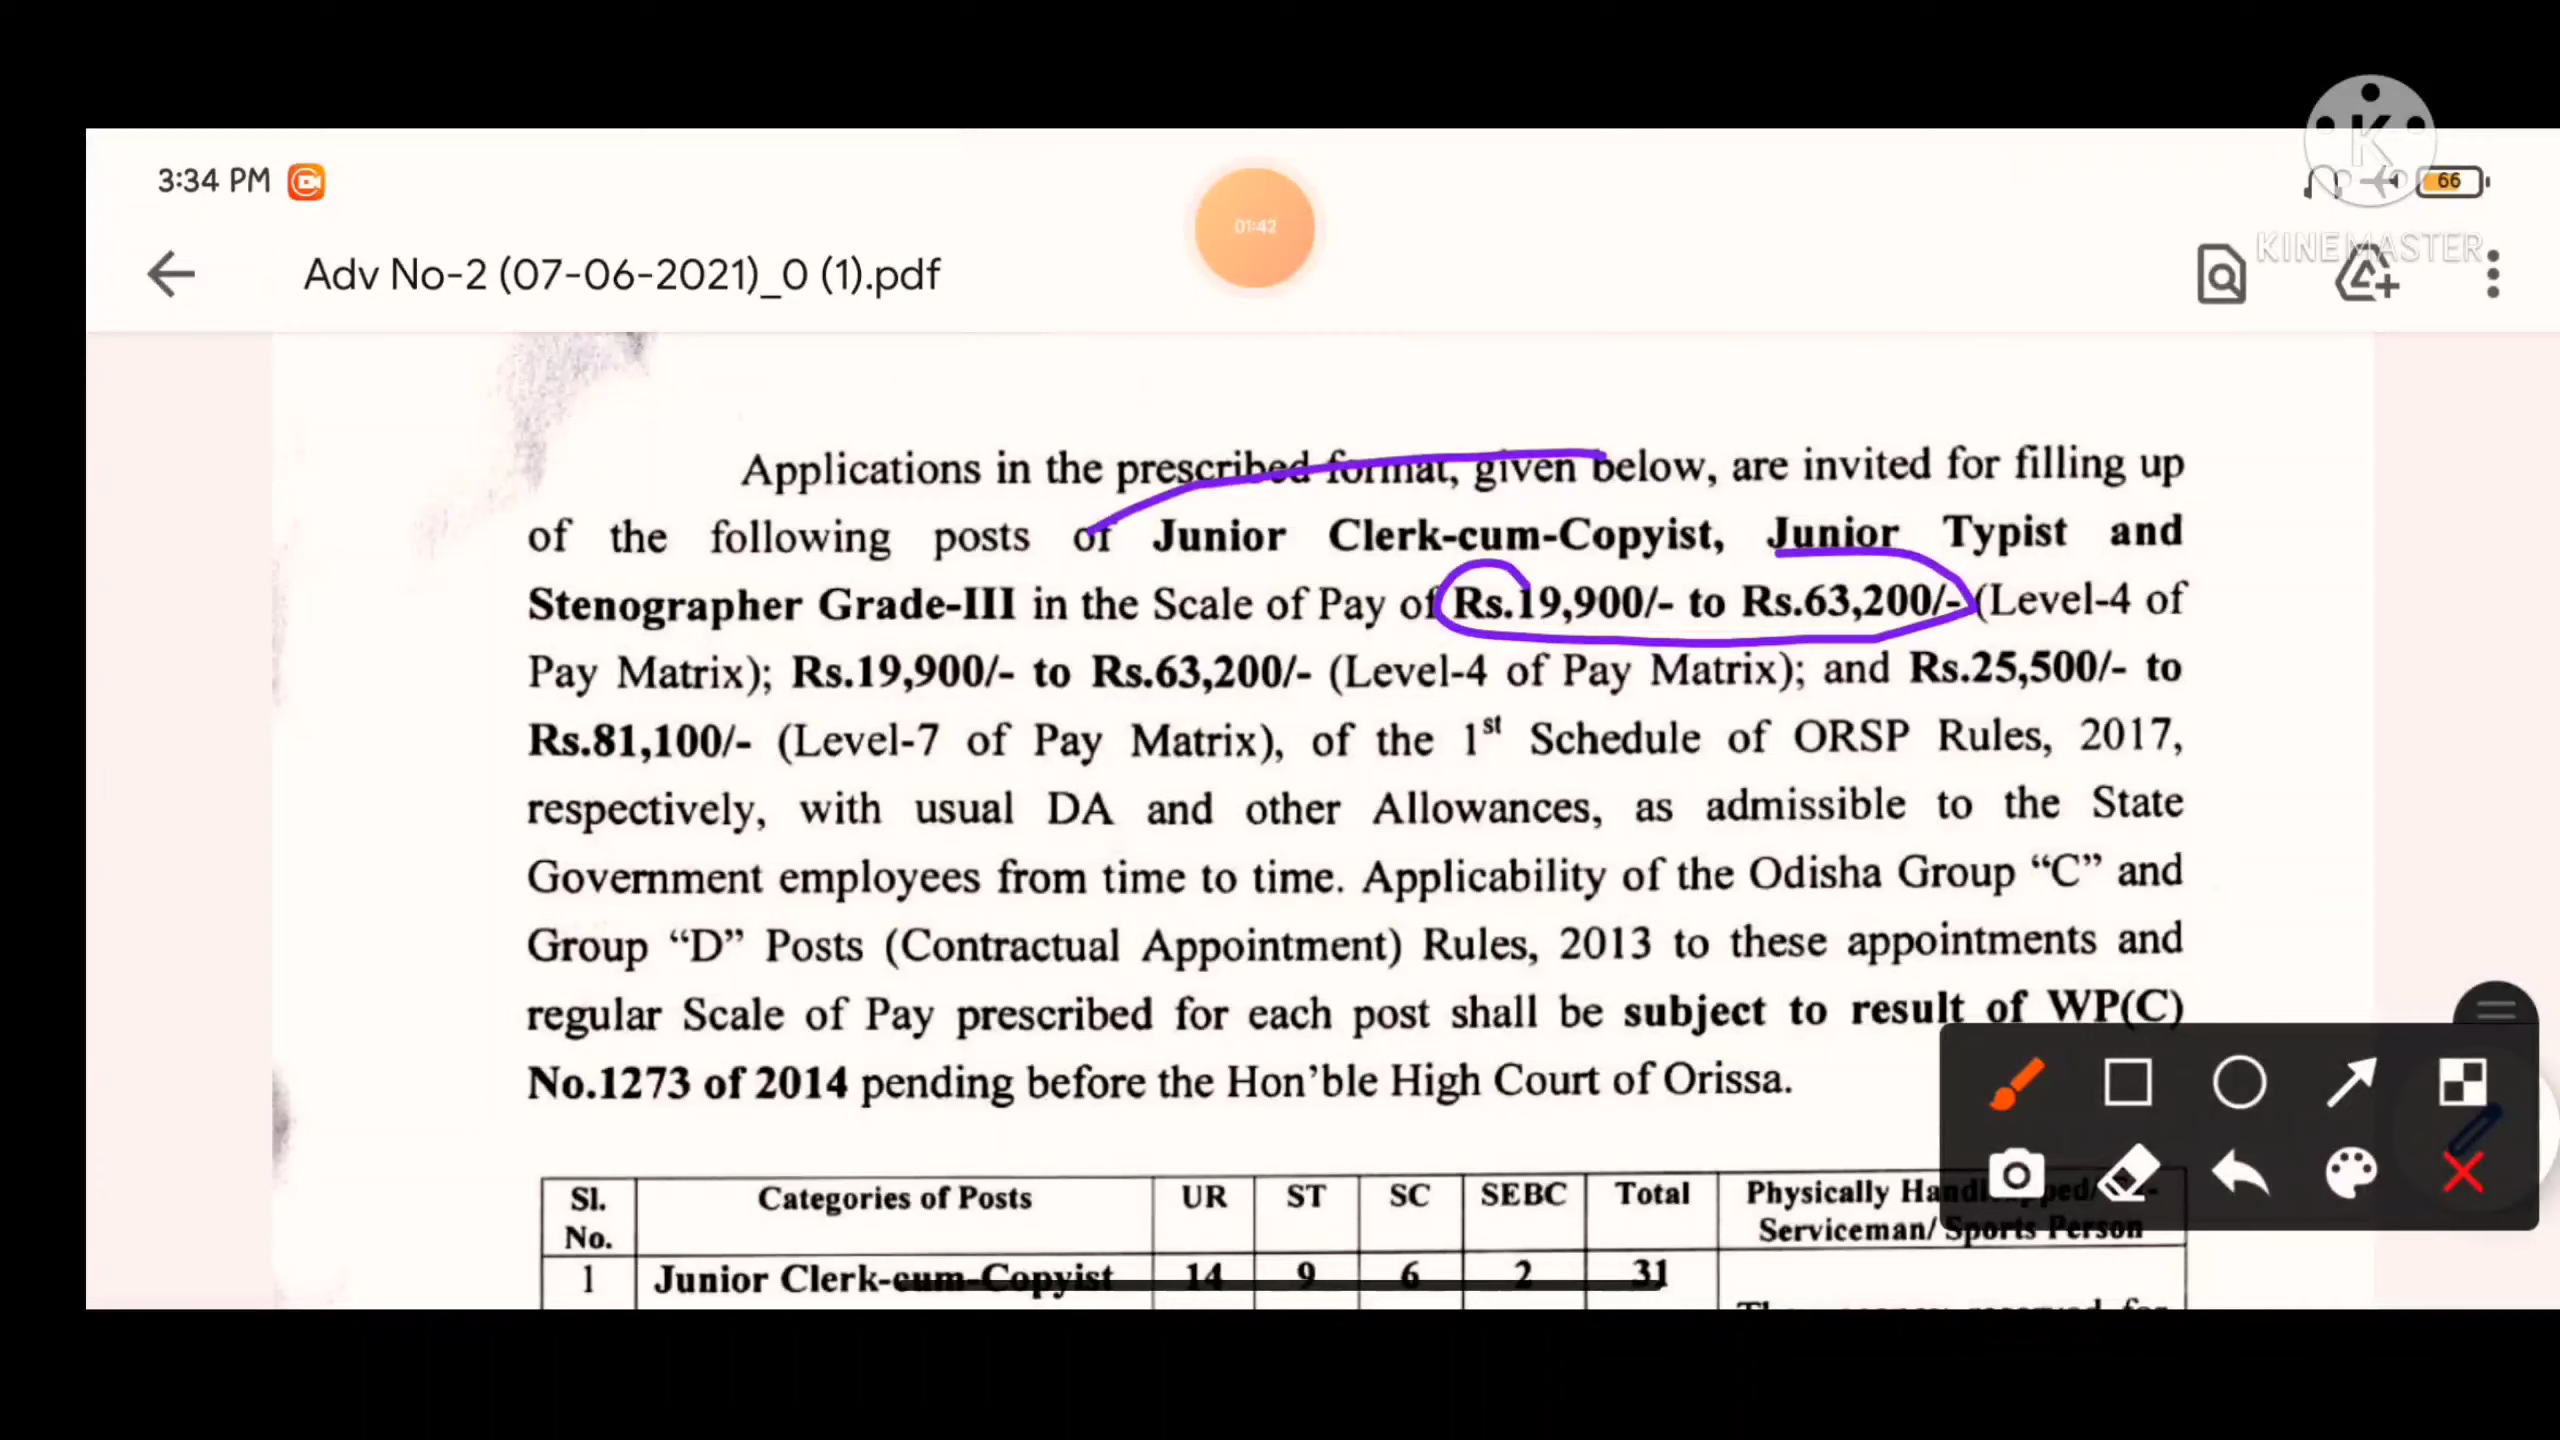 3:34 PM
66
01:42
K
KINEMASTER
Adv No-2 (07-06-2021)_0 (1).pdf
Applications in the prescribed format, given below, are invited for filling up
of the following posts of Junior Clerk-cum-Copyist, Junior Typist and
Stenographer Grade-III in the Scale of Pay of Rs.19,900/- to Rs.63,200/- (Level-4 of
Pay Matrix); Rs.19,900/- to Rs.63,200/- (Level-4 of Pay Matrix); and Rs.25,500/- to
Rs.81,100/- (Level-7 of Pay Matrix), of the 1st Schedule of ORSP Rules, 2017,
respectively, with usual DA and other Allowances, as admissible to the State
Government employees from time to time. Applicability of the Odisha Group “C” and
Group “D” Posts (Contractual Appointment) Rules, 2013 to these appointments and
regular Scale of Pay prescribed for each post shall be subject to result of WP(C)
No.1273 of 2014 pending before the Hon’ble High Court of Orissa.
Sl. No. Categories of Posts UR ST SC SEBC Total Physically
Serviceman/ Sports Person
1 Junior Clerk-cum-Copyist 14 9 6 2 31